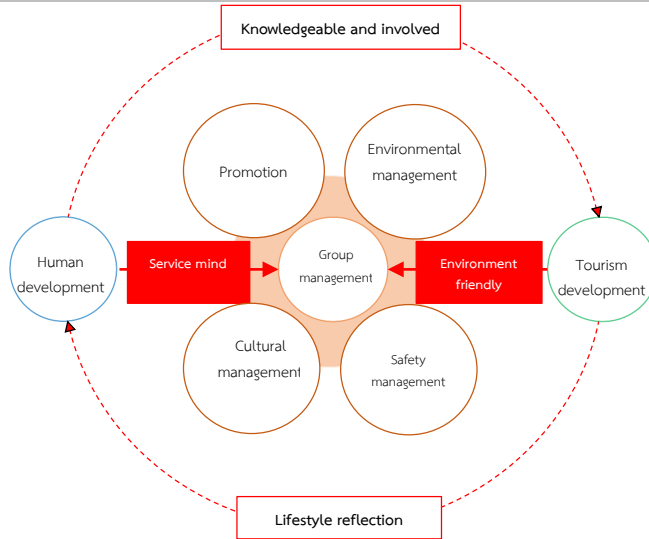 Knowledgeable and involved
Promotion
Environmental
management
Human
development
Service mind
Group
management
Environment
friendly
Tourism
development
Cultural
management
Safety
management
Lifestyle reflection